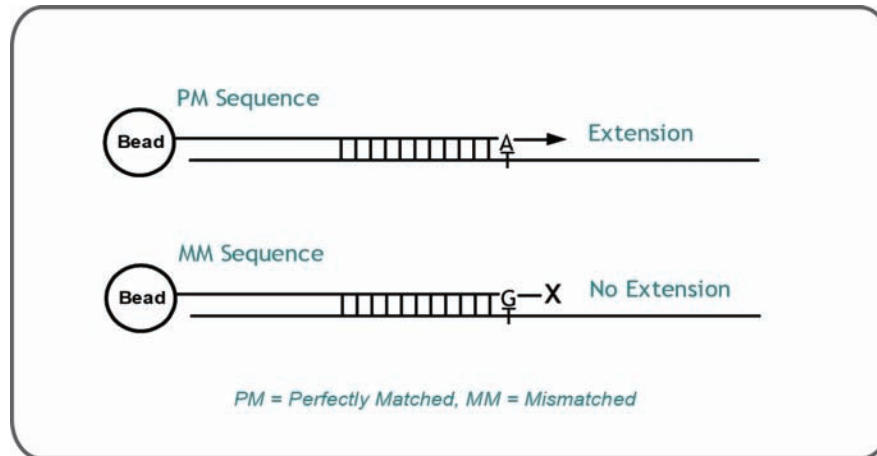 PM Sequence
Bead
A
T
Extension
MM Sequence
Bead
G
T
X
No Extension
PM = Perfectly Matched, MM = Mismatched